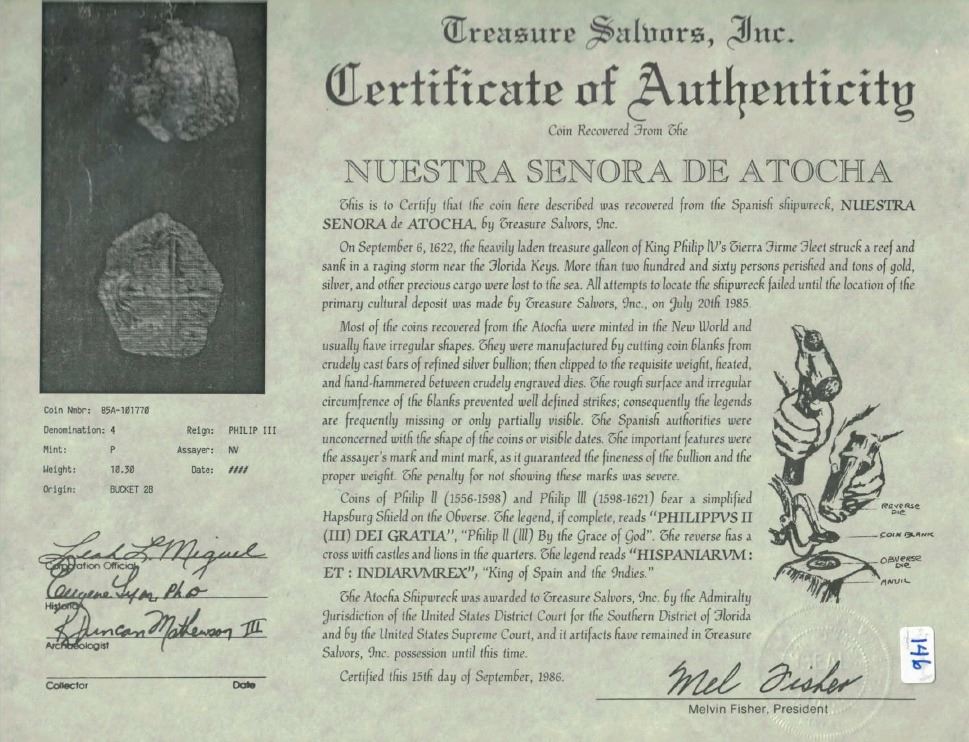 Treasure Salvors, Inc.
Certificate of Authenticity
Coin Recovered From The
NUESTRA SENORA DE ATOCHA
This is to Certify that the coin here described was recovered from the Spanish shipwreck, NUESTRA
SENORA de ATOCHA, by Treasure Salvors, Inc.
On September 6, 1622, the heavily laden treasure galleon of King Philip IV's Tierra Firme Fleet struck a reef and
sank in a raging storm near the Florida Keys. More than two hundred and sixty persons perished and tons of gold,
silver, and other precious cargo were lost to the sea. All attempts to locate the shipwreck failed until the location of the
primary cultural deposit was made by Treasure Salvors, Inc., on July 20th 1985.
Most of the coins recovered from the Atocha were minted in the New World and
usually have irregular shapes. They were manufactured by cutting coin blanks from
crudely cast bars of refined silver bullion; then clipped to the requisite weight, heated,
and hand-hammered between crudely engraved dies. The rough surface and irregular
circumfrence of the blanks prevented well defined strikes; consequently the legends
are frequently missing or only partially visible. The Spanish authorities were
unconcerned with the shape of the coins or visible dates. The important features were
the assayer's mark and mint mark, as it guaranteed the fineness of the bullion and the
proper weight. The penalty for not showing these marks was severe.
Coins of Philip II (1556-1598) and Philip III (1598-1621) bear a simplified
Hapsburg Shield on the Obverse. The legend, if complete, reads "PHILIPPVS II
(III) DEI GRATIA", "Philip II (III) By the Grace of God". The reverse has a
cross with castles and lions in the quarters. The legend reads "HISPANIARVM :
ET : INDIARVMREX", "King of Spain and the Indies."
The Atocha Shipwreck was awarded to Treasure Salvors, Inc. by the Admiralty
Jurisdiction of the United States District Court for the Southern District of Florida
and by the United States Supreme Court, and it artifacts have remained in Treasure
Salvors, Inc. possession until this time.
Certified this 15th day of September, 1986.
REVERSE
DIE
COIN BLANK
OBVERSE
DIE
ANVIL
Mel Fisher
Melvin Fisher, President
146
Coin Nmbr: 85A-101770
Denomination: 4 Reign: PHILIP III
Mint: P Assayer: NV
Weight: 10.30 Date: ####
Origin: BUCKET 2B
Leah L Miguel
Corporation Official
Eugene Lyon, PhD
Historian
R Duncan Mathewson III
Archaeologist
Collector Date